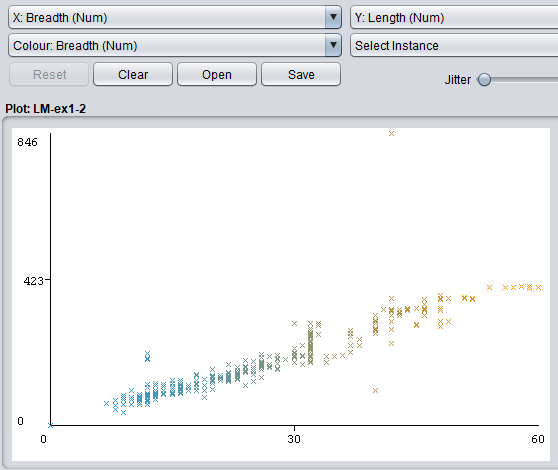 X: Breadth (Num) Y: Length (Num)
Colour: Breadth (Num) Select Instance
Reset Clear Open Save Jitter
Plot: LM-ex1-2
846
423
0
0 30 60